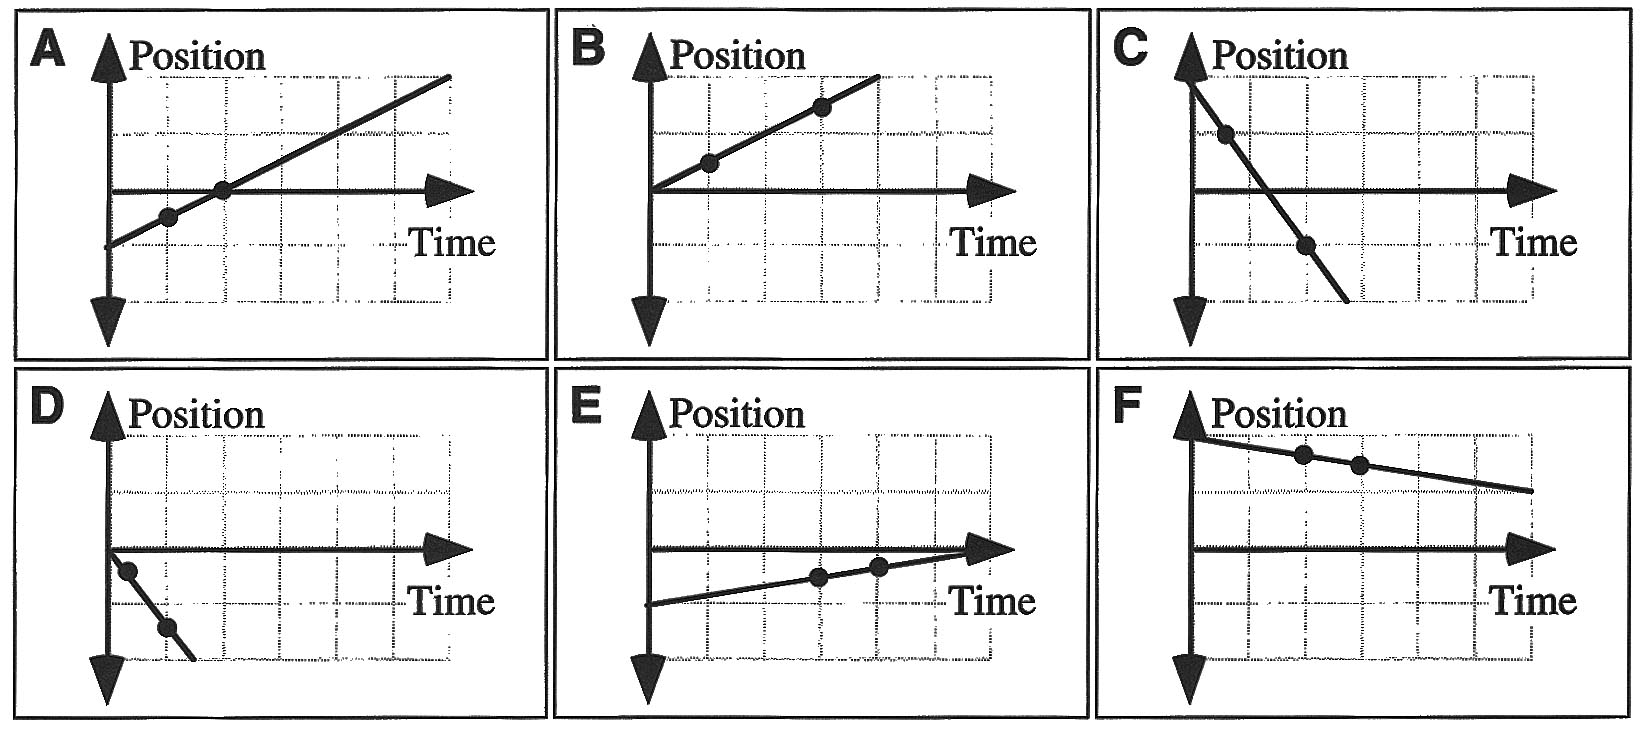 A Position
Time
B Position
Time
C Position
Time
D Position
Time
E Position
Time
F Position
Time